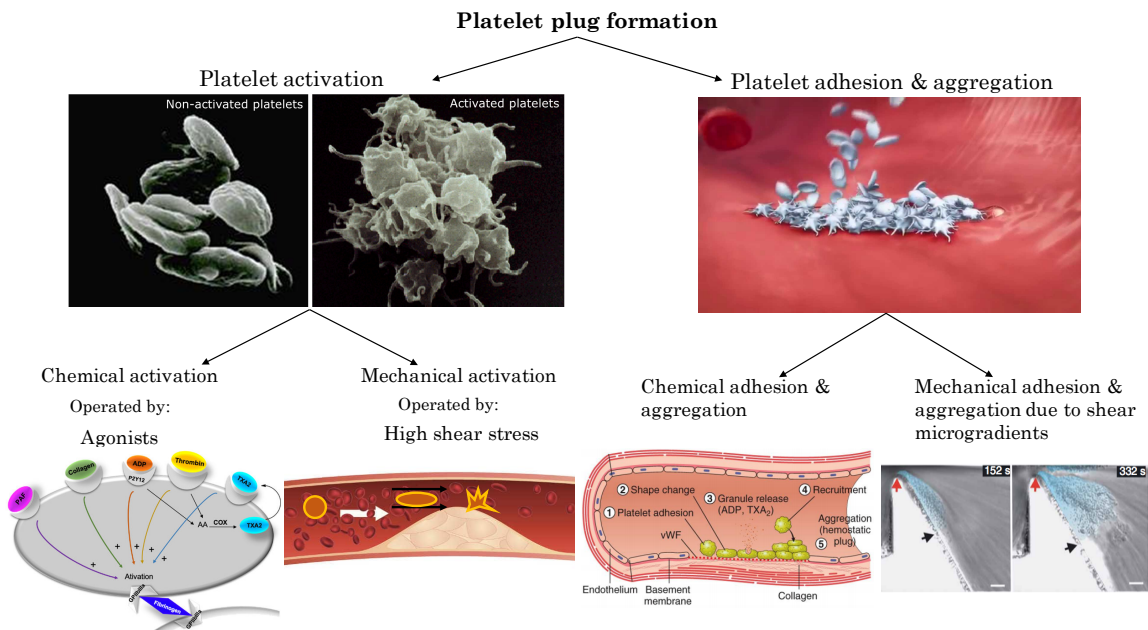 Platelet plug formation
Platelet activation
Platelet adhesion & aggregation
Non-activated platelets
Activated platelets
Chemical activation
Operated by:
Agonists
Mechanical activation
Operated by:
High shear stress
Chemical adhesion &
aggregation
Mechanical adhesion &
aggregation due to shear
microgradients
PAF
Collagen
ADP
P2Y12
Thrombin
TXA2
AA
COX
TXA2
+
+
+
+
+
Ativation
GPIIbIIIa
Fibrinogen
GPIIbIIIa
② Shape change
③ Granule release
(ADP, TXA₂)
④ Recruitment
① Platelet adhesion
Aggregation
(hemostatic
plug)
⑤
vWF
Endothelium
Basement
membrane
Collagen
152 s
332 s